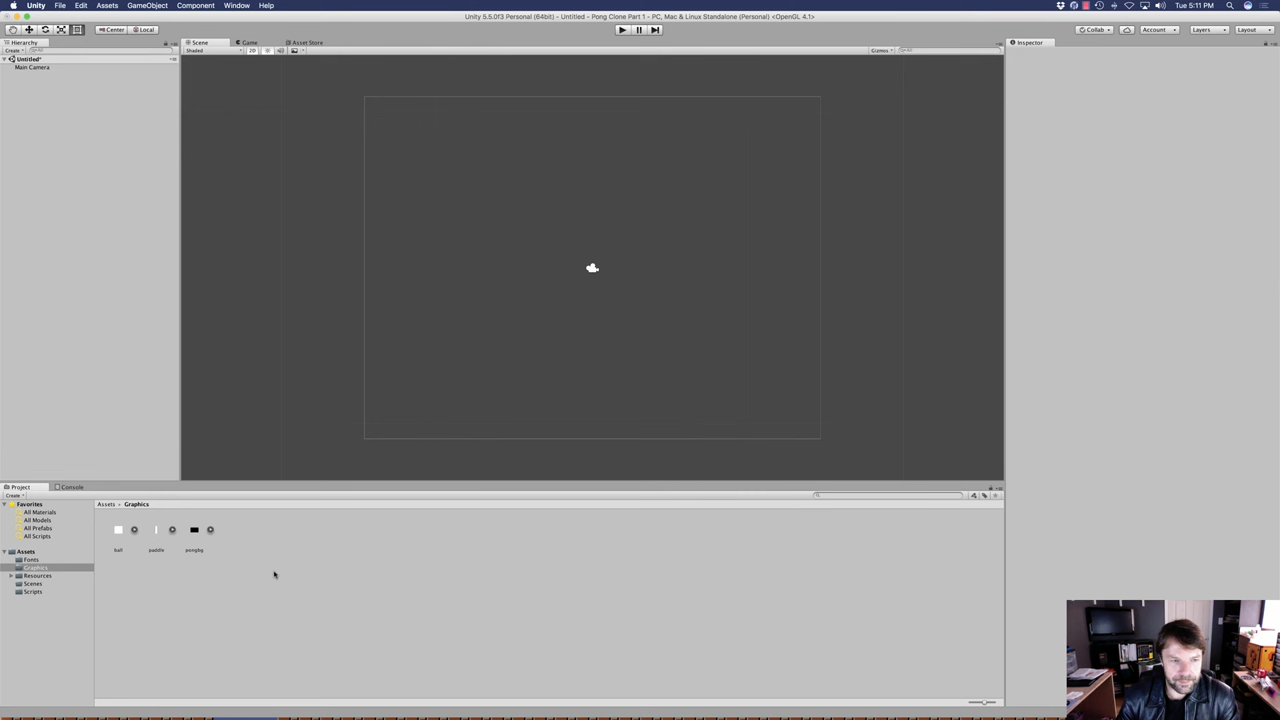 Unity File Edit Assets GameObject Component Window Help
Tue 5:11 PM
Unity 5.5.0f3 Personal (64bit) - Untitled - Pong Clone Part 1 - PC, Mac & Linux Standalone (Personal) <OpenGL 4.1>
Center Local
Collab Account Layers Layout
Hierarchy
Scene Game Asset Store
Inspector
Create
Shaded 2D
Gizmos
Untitled*
Main Camera
Project Console
Create
Favorites
All Materials
All Models
All Prefabs
All Scripts
Assets
Fonts
Graphics
Resources
Scenes
Scripts
Assets Graphics
ball paddle pongbg